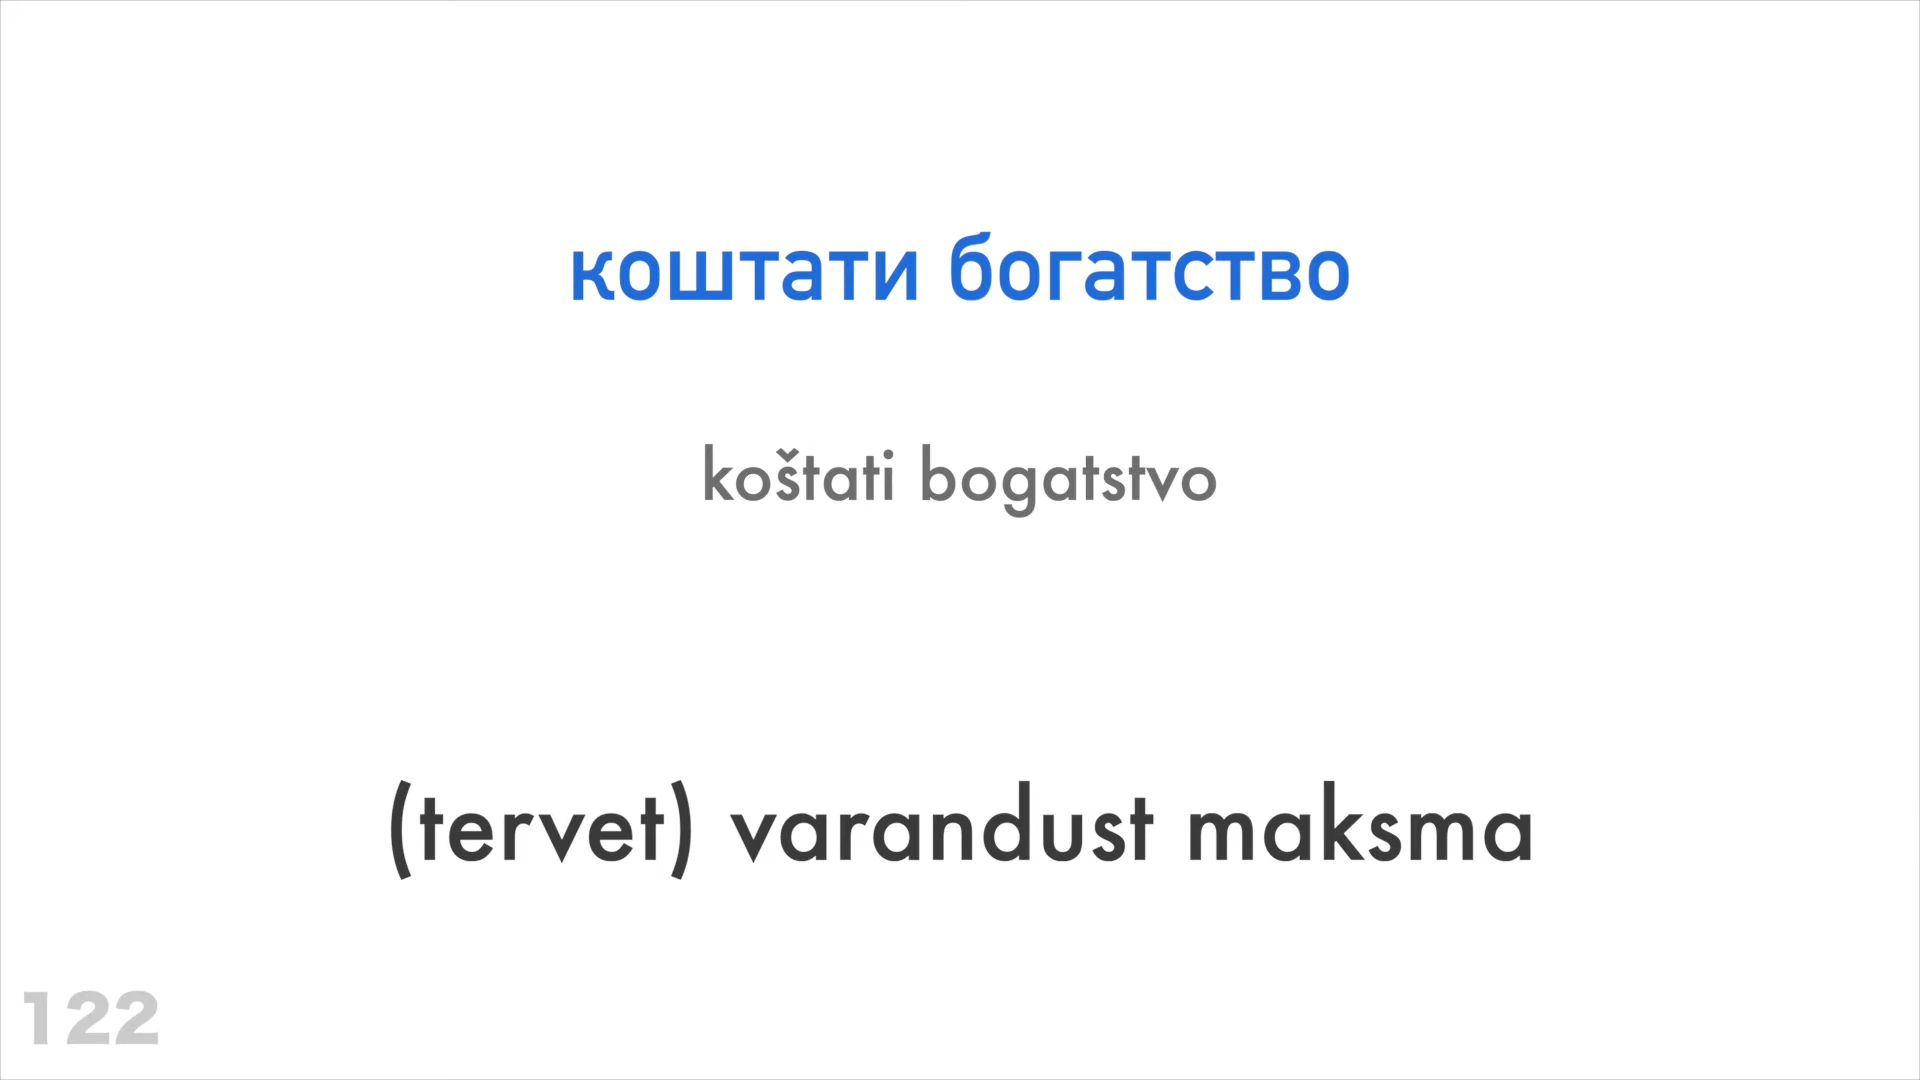 коштати богатство
koštati bogatstvo
(tervet) varandust maksma
122